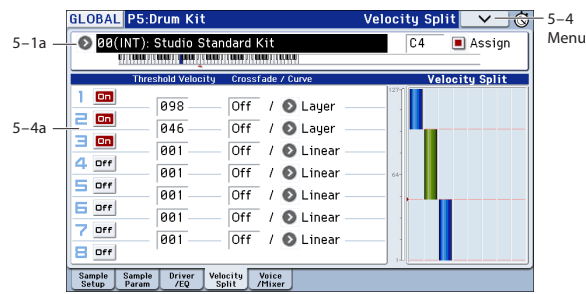 GLOBAL P5:Drum Kit Velocity Split
5–4
Menu
5–1a
00(INT): Studio Standard Kit C4 Assign
Threshold Velocity Crossfade / Curve Velocity Split
5–4a
1 On
098 Off / Layer
2 On
046 Off / Layer
3 On
001 Off / Linear
4 Off
001 Off / Linear
5 Off
001 Off / Linear
6 Off
001 Off / Linear
7 Off
001 Off / Linear
8 Off
127
64
1
Sample Setup
Sample Param
Driver /EQ
Velocity Split
Voice /Mixer